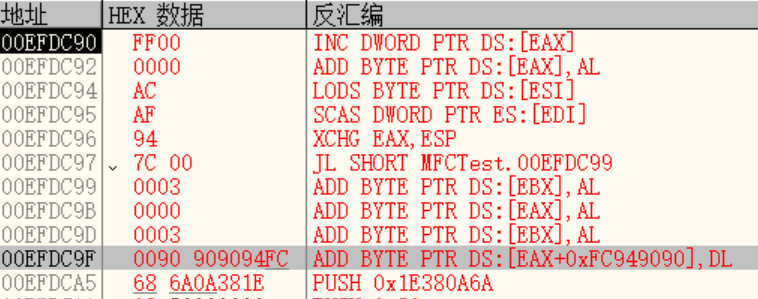 地址 HEX 数据 反汇编
00EFDC90 FF00 INC DWORD PTR DS:[EAX]
00EFDC92 0000 ADD BYTE PTR DS:[EAX],AL
00EFDC94 AC LODS BYTE PTR DS:[ESI]
00EFDC95 AF SCAS DWORD PTR ES:[EDI]
00EFDC96 94 XCHG EAX,ESP
00EFDC97 7C 00 JL SHORT MFCTest.00EFDC99
00EFDC99 0003 ADD BYTE PTR DS:[EBX],AL
00EFDC9B 0000 ADD BYTE PTR DS:[EAX],AL
00EFDC9D 0003 ADD BYTE PTR DS:[EBX],AL
00EFDC9F 0090 909094FC ADD BYTE PTR DS:[EAX+0xFC949090],DL
00EFDCA5 68 6A0A381E PUSH 0x1E380A6A